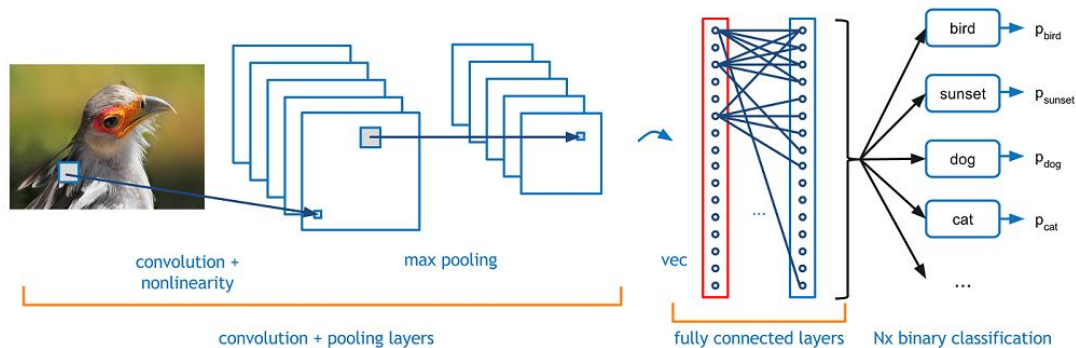 bird
p_bird
sunset
p_sunset
dog
p_dog
cat
p_cat
...
...
convolution +
nonlinearity
max pooling
vec
convolution + pooling layers
fully connected layers
Nx binary classification